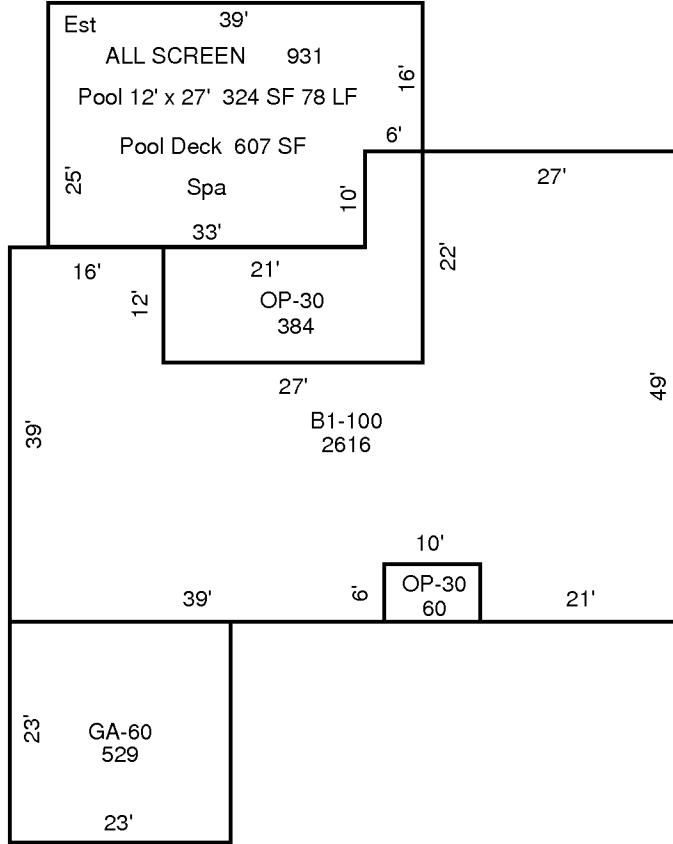 Est
39'
ALL SCREEN 931
16'
Pool 12' x 27' 324 SF 78 LF
6'
Pool Deck 607 SF
25'
Spa
10'
27'
33'
22'
16'
21'
12'
OP-30
384
27'
49'
B1-100
2616
39'
10'
39'
6'
OP-30
60
21'
23'
GA-60
529
23'